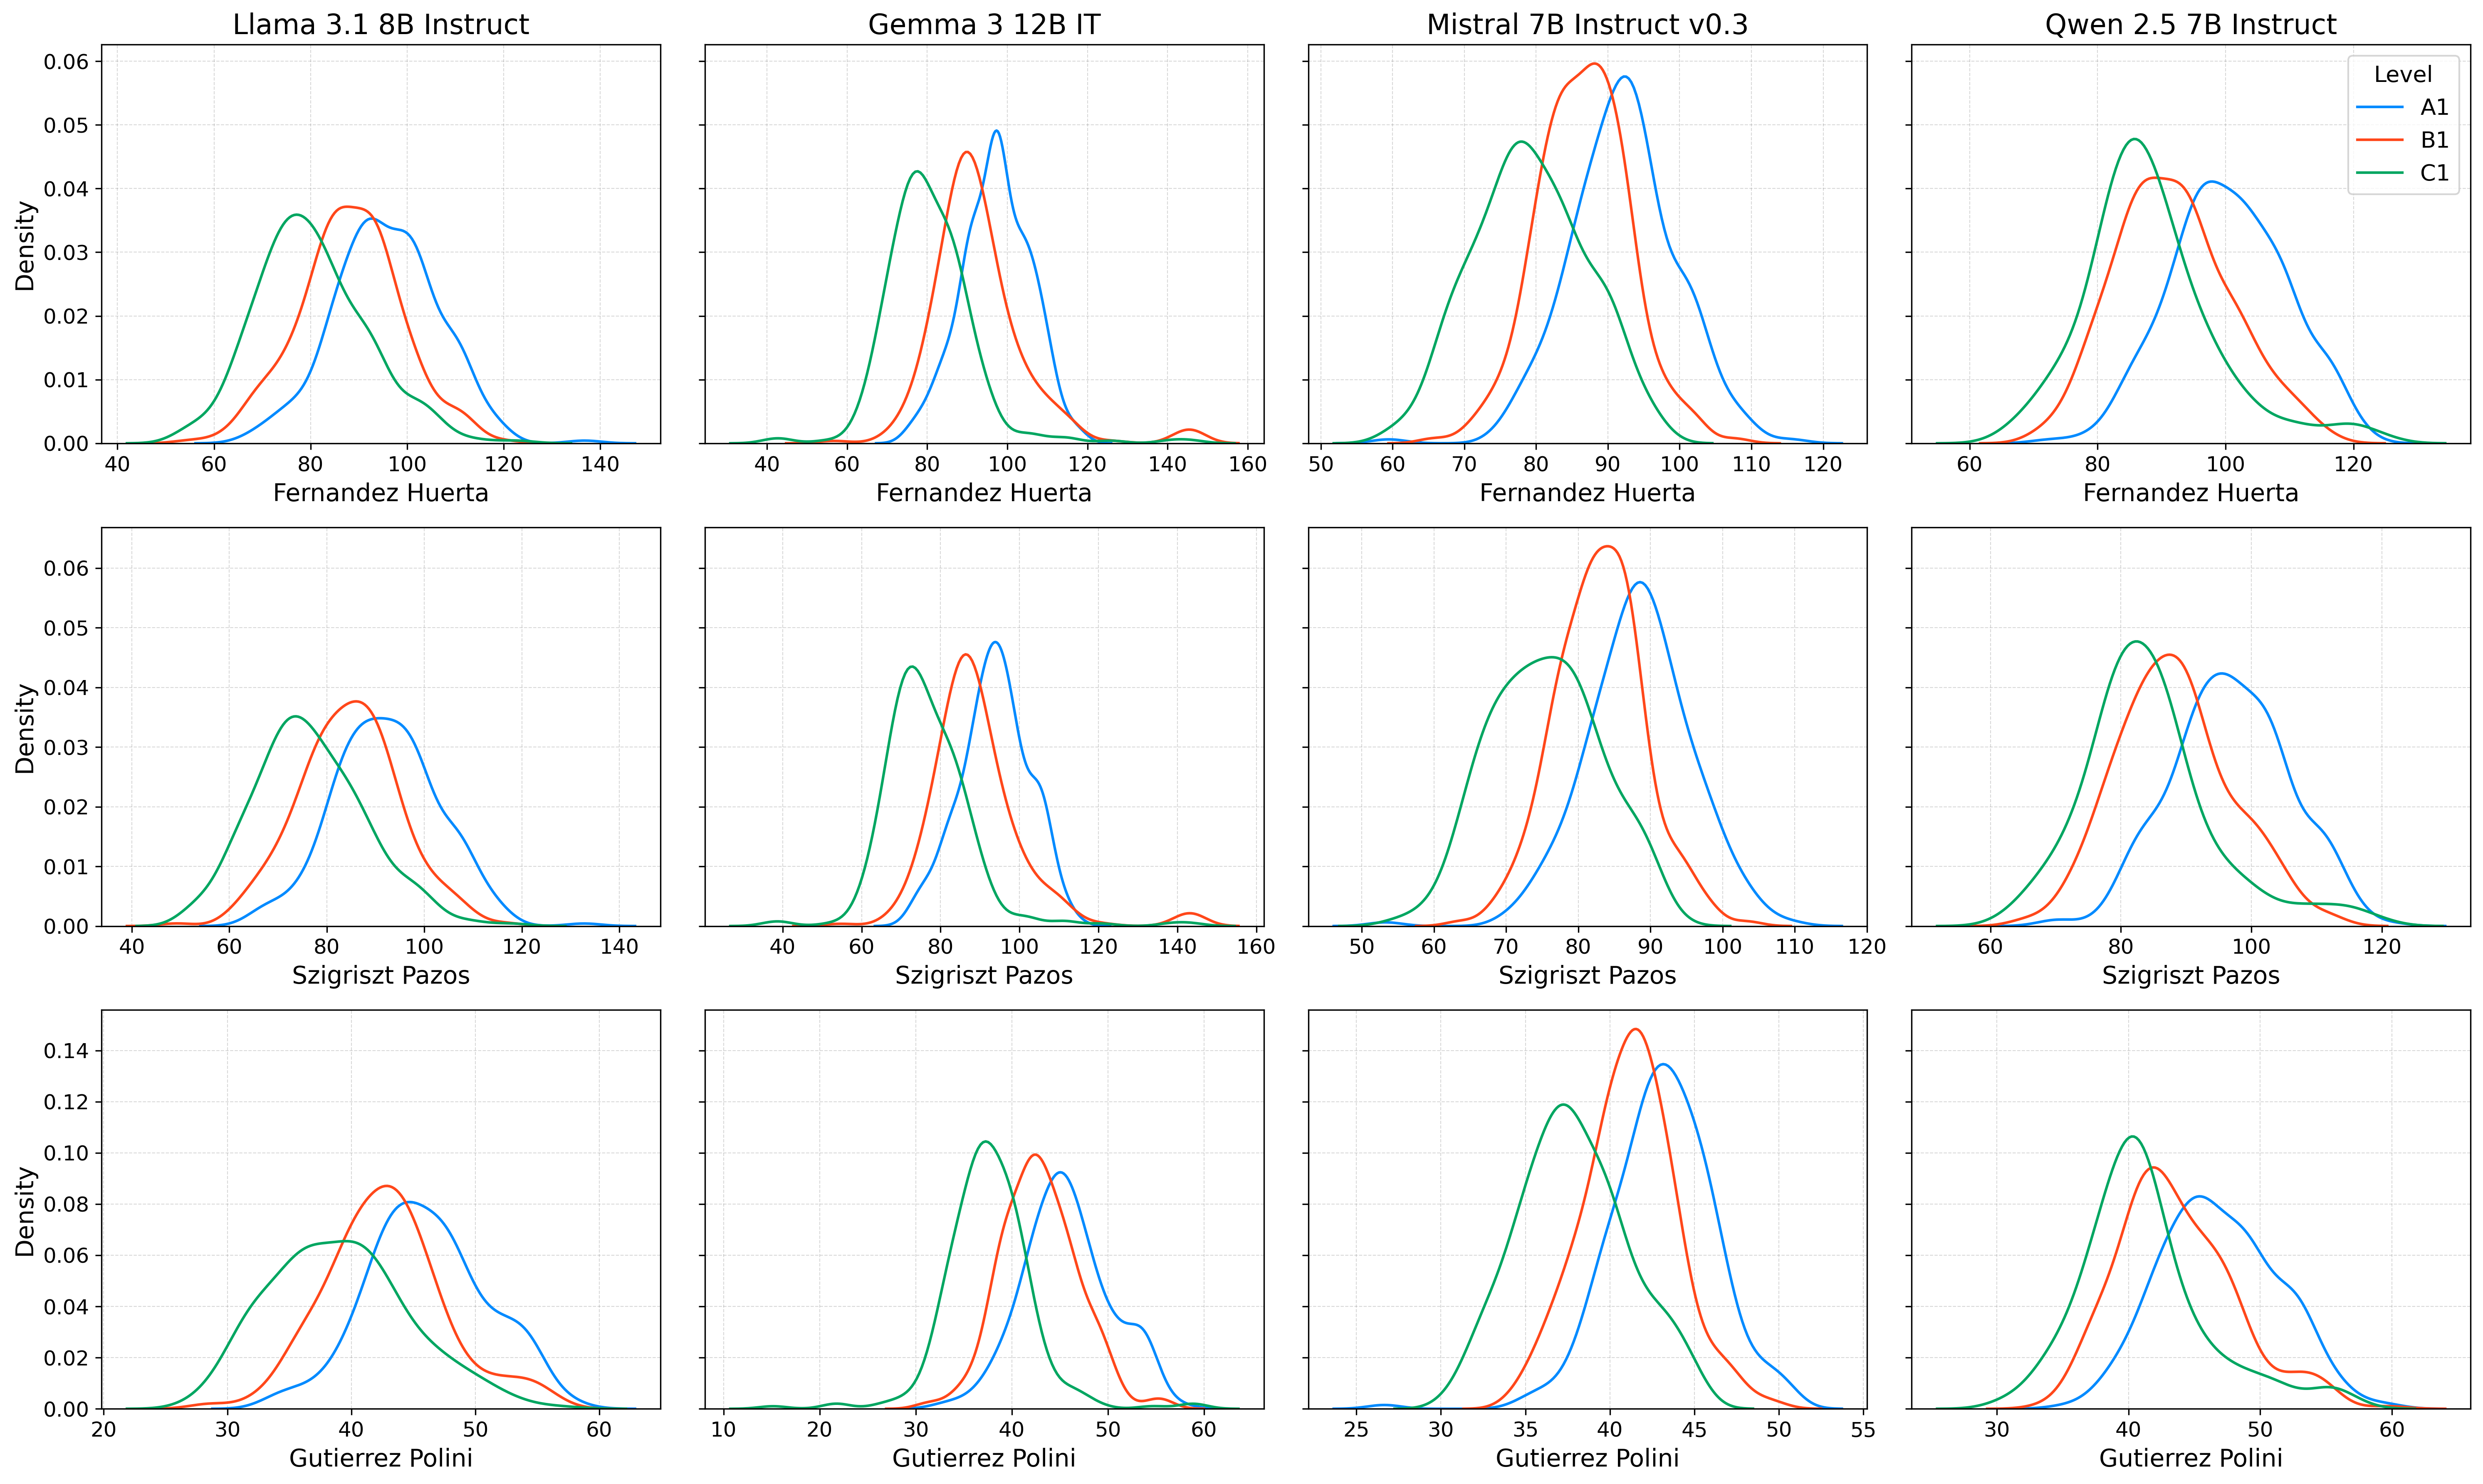 Llama 3.1 8B Instruct
Gemma 3 12B IT
Mistral 7B Instruct v0.3
Qwen 2.5 7B Instruct
0.06
0.05
0.04
0.03
0.02
0.01
0.00
Density
40 60 80 100 120 140
Fernandez Huerta
40 60 80 100 120 140 160
Fernandez Huerta
50 60 70 80 90 100 110 120
Fernandez Huerta
Level
A1
B1
C1
60 80 100 120
Fernandez Huerta
0.06
0.05
0.04
0.03
0.02
0.01
0.00
Density
40 60 80 100 120 140
Szigriszt Pazos
40 60 80 100 120 140 160
Szigriszt Pazos
50 60 70 80 90 100 110 120
Szigriszt Pazos
60 80 100 120
Szigriszt Pazos
0.14
0.12
0.10
0.08
0.06
0.04
0.02
0.00
Density
20 30 40 50 60
Gutierrez Polini
10 20 30 40 50 60
Gutierrez Polini
25 30 35 40 45 50 55
Gutierrez Polini
30 40 50 60
Gutierrez Polini